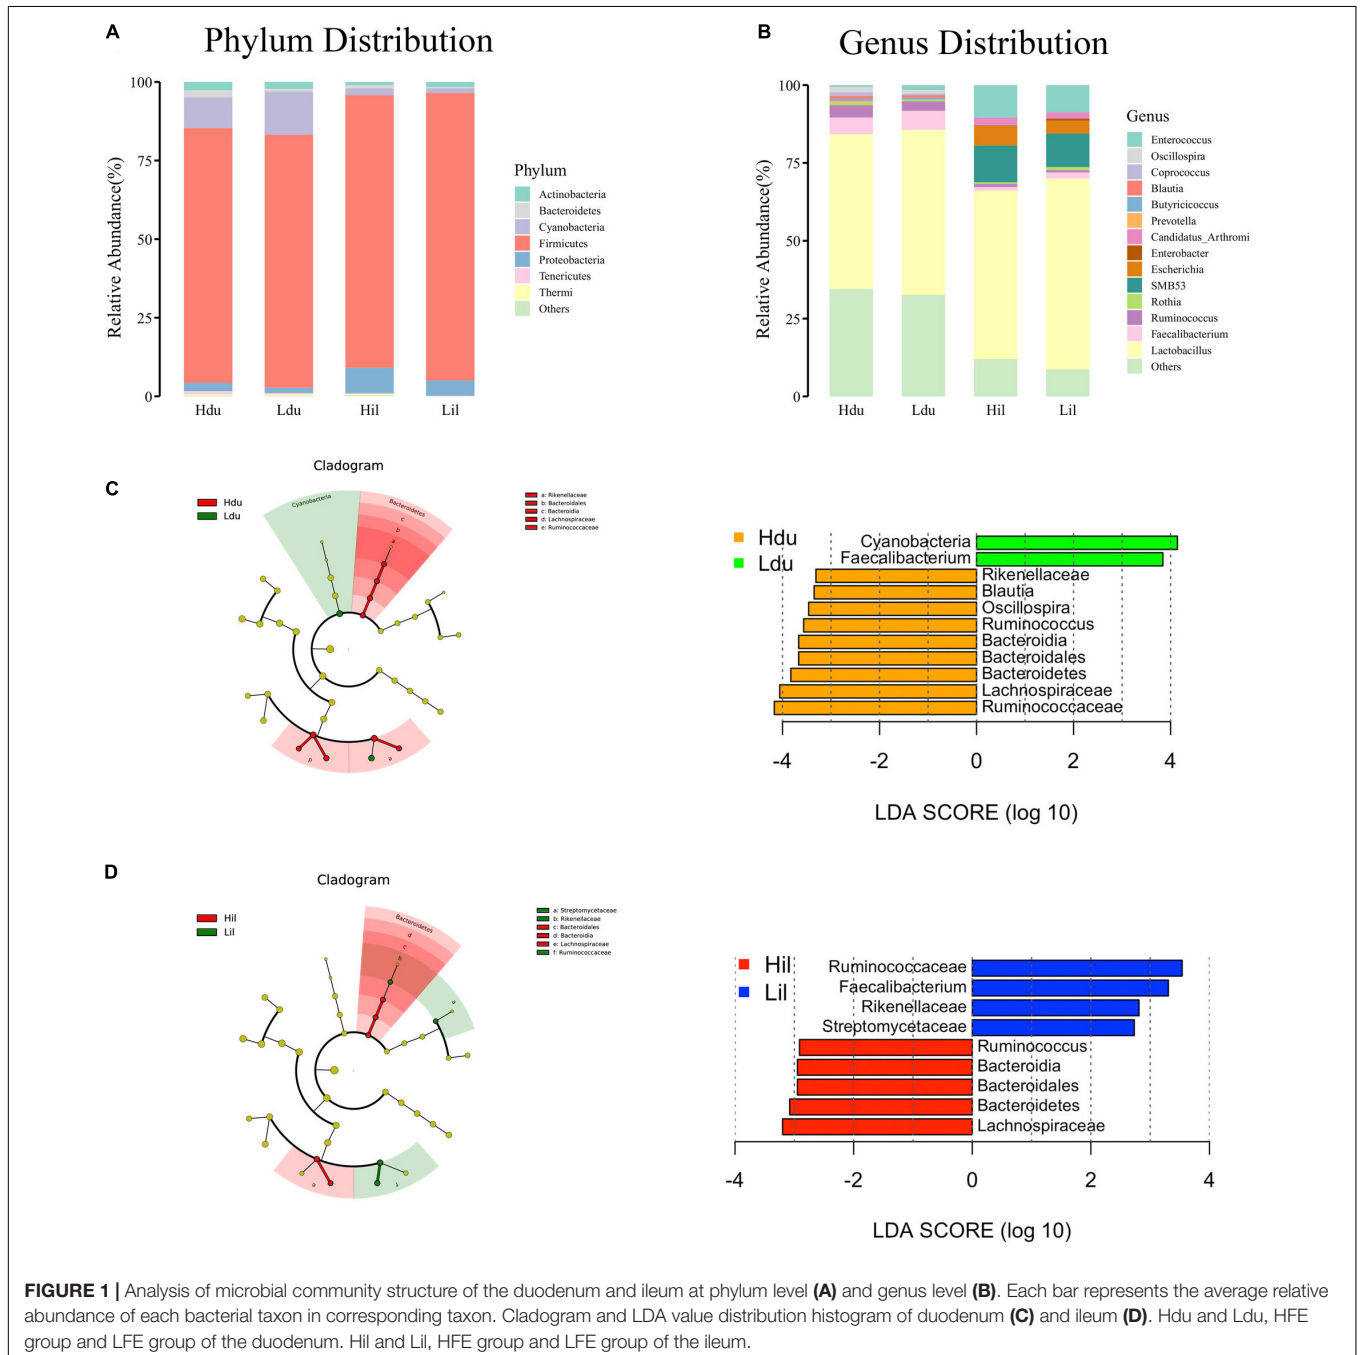 A
Phylum Distribution
Relative Abundance(%)
100
75
50
25
0
Hdu
Ldu
Hil
Lil
Phylum
Actinobacteria
Bacteroidetes
Cyanobacteria
Firmicutes
Proteobacteria
Tenericutes
Thermi
Others
B
Genus Distribution
Relative Abundance(%)
100
75
50
25
0
Hdu
Ldu
Hil
Lil
Genus
Enterococcus
Oscillospira
Coprococcus
Blautia
Butyricicoccus
Prevotella
Candidatus_Arthromi
Enterobacter
Escherichia
SMB53
Rothia
Ruminococcus
Faecalibacterium
Lactobacillus
Others
C
Cladogram
Hdu
Ldu
Cyanobacteria
Bacteroidetes
c
b
a: Rikenellaceae
b: Bacteroidales
c: Bacteroidia
d: Lachnospiraceae
e: Ruminococcaceae
Hdu
Ldu
Cyanobacteria
Faecalibacterium
Rikenellaceae
Blautia
Oscillospira
Ruminococcus
Bacteroidia
Bacteroidales
Bacteroidetes
Lachnospiraceae
Ruminococcaceae
-4
-2
0
2
4
LDA SCORE (log 10)
D
Cladogram
Hil
Lil
Bacteroidetes
d
c
b
a: Streptomycetaceae
b: Rikenellaceae
c: Bacteroidales
d: Bacteroidia
e: Lachnospiraceae
f: Ruminococcaceae
Hil
Lil
Ruminococcaceae
Faecalibacterium
Rikenellaceae
Streptomycetaceae
Ruminococcus
Bacteroidia
Bacteroidales
Bacteroidetes
Lachnospiraceae
-4
-2
0
2
4
LDA SCORE (log 10)
FIGURE 1 | Analysis of microbial community structure of the duodenum and ileum at phylum level (A) and genus level (B). Each bar represents the average relative
abundance of each bacterial taxon in corresponding taxon. Cladogram and LDA value distribution histogram of duodenum (C) and ileum (D). Hdu and Ldu, HFE
group and LFE group of the duodenum. Hil and Lil, HFE group and LFE group of the ileum.